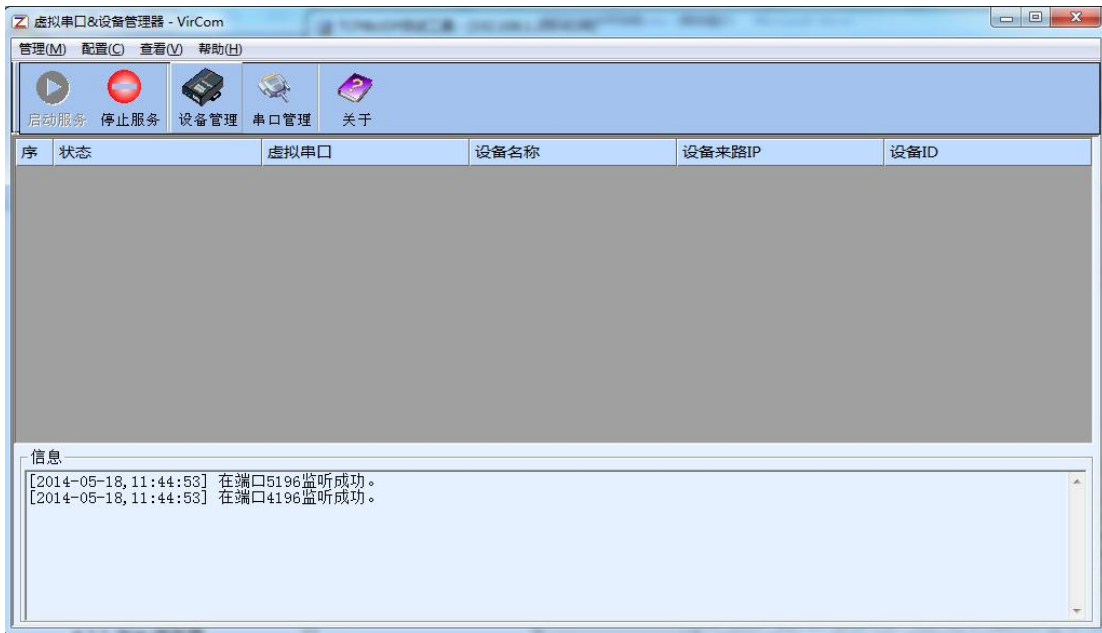 虚拟串口&设备管理器 - VirCom
管理(M) 配置(C) 查看(V) 帮助(H)
启动服务 停止服务 设备管理 串口管理 关于
序 状态 虚拟串口 设备名称 设备来路IP 设备ID
信息
[2014-05-18,11:44:53] 在端口5196监听成功。
[2014-05-18,11:44:53] 在端口4196监听成功。